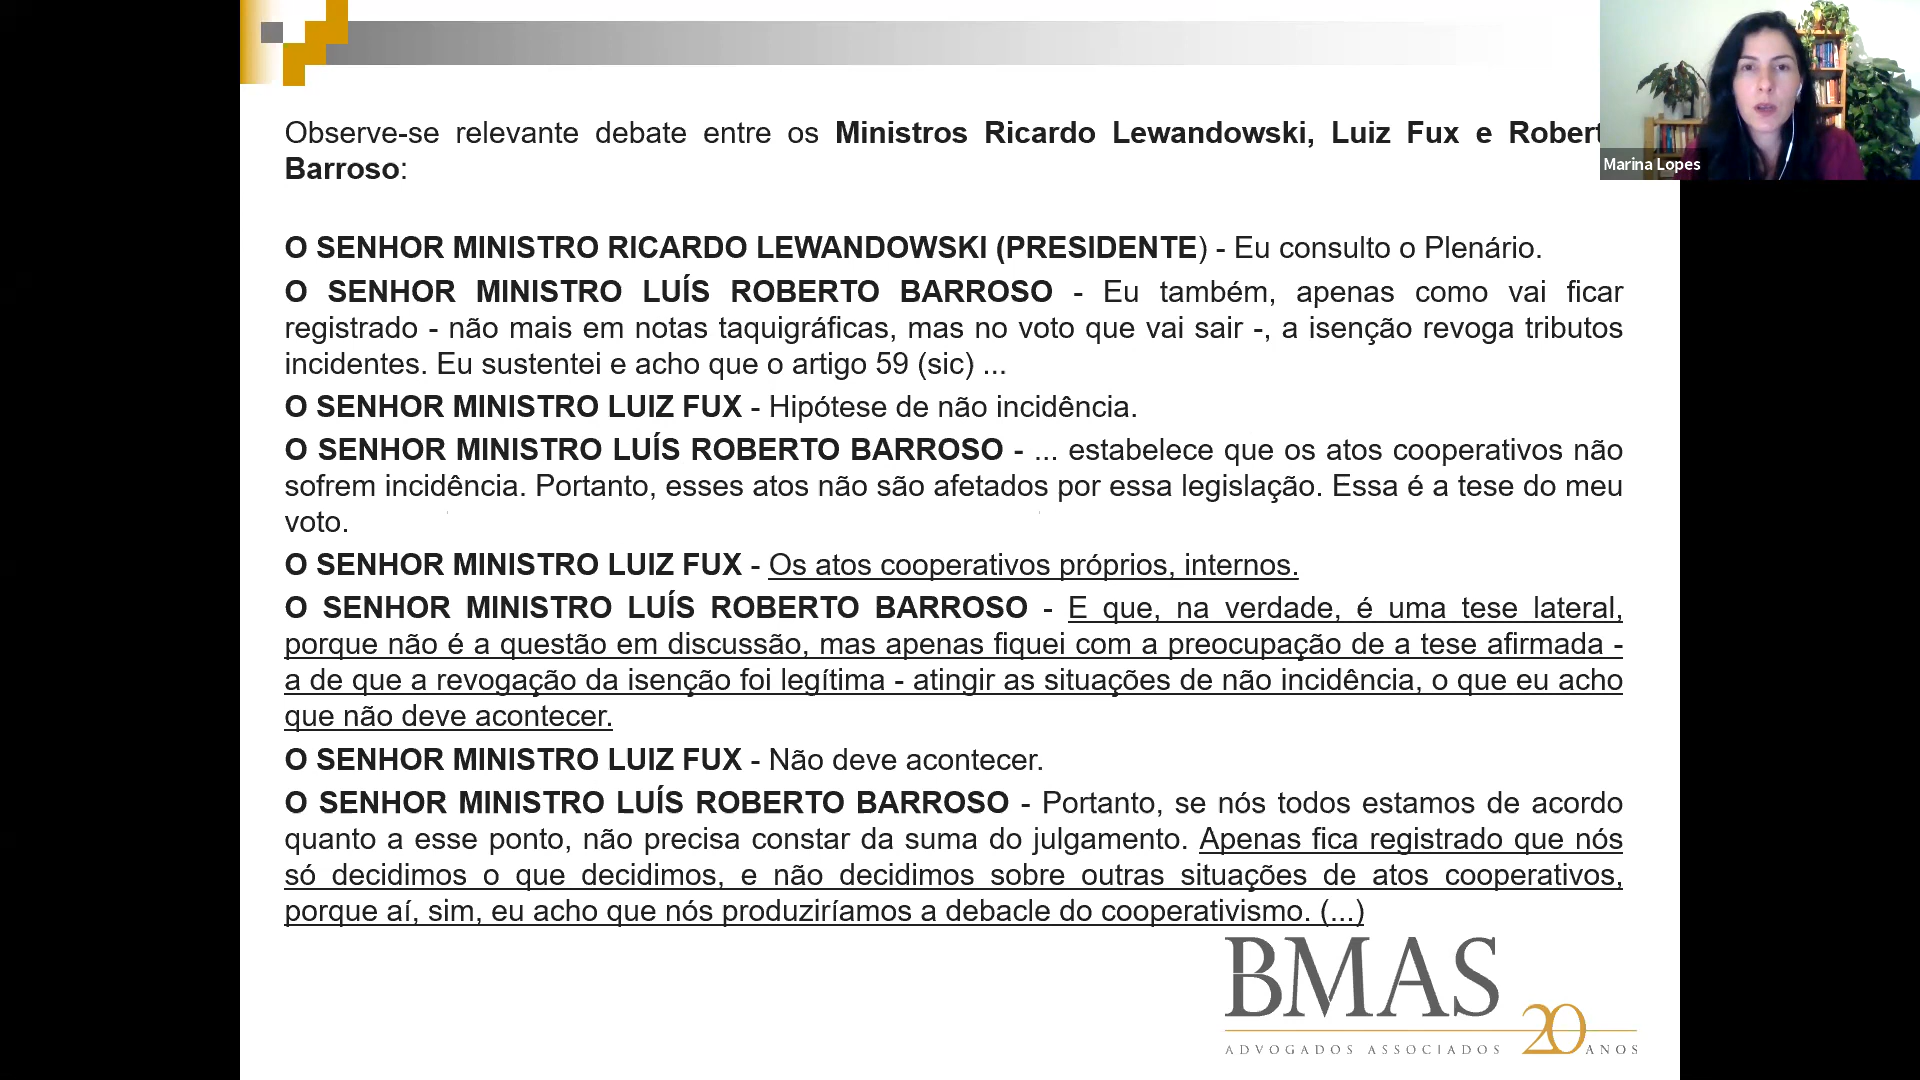 Observe-se relevante debate entre os Ministros Ricardo Lewandowski, Luiz Fux e Robert
Barroso:
Marina Lopes
O SENHOR MINISTRO RICARDO LEWANDOWSKI (PRESIDENTE) - Eu consulto o Plenário.
O SENHOR MINISTRO LUÍS ROBERTO BARROSO - Eu também, apenas como vai ficar
registrado - não mais em notas taquigráficas, mas no voto que vai sair -, a isenção revoga tributos
incidentes. Eu sustentei e acho que o artigo 59 (sic) ...
O SENHOR MINISTRO LUIZ FUX - Hipótese de não incidência.
O SENHOR MINISTRO LUÍS ROBERTO BARROSO - ... estabelece que os atos cooperativos não
sofrem incidência. Portanto, esses atos não são afetados por essa legislação. Essa é a tese do meu
voto.
O SENHOR MINISTRO LUIZ FUX - Os atos cooperativos próprios, internos.
O SENHOR MINISTRO LUÍS ROBERTO BARROSO - E que, na verdade, é uma tese lateral,
porque não é a questão em discussão, mas apenas fiquei com a preocupação de a tese afirmada -
a de que a revogação da isenção foi legítima - atingir as situações de não incidência, o que eu acho
que não deve acontecer.
O SENHOR MINISTRO LUIZ FUX - Não deve acontecer.
O SENHOR MINISTRO LUÍS ROBERTO BARROSO - Portanto, se nós todos estamos de acordo
quanto a esse ponto, não precisa constar da suma do julgamento. Apenas fica registrado que nós
só decidimos o que decidimos, e não decidimos sobre outras situações de atos cooperativos,
porque aí, sim, eu acho que nós produziríamos a debacle do cooperativismo. (...)
BMAS
ADVOGADOS ASSOCIADOS 20 ANOS